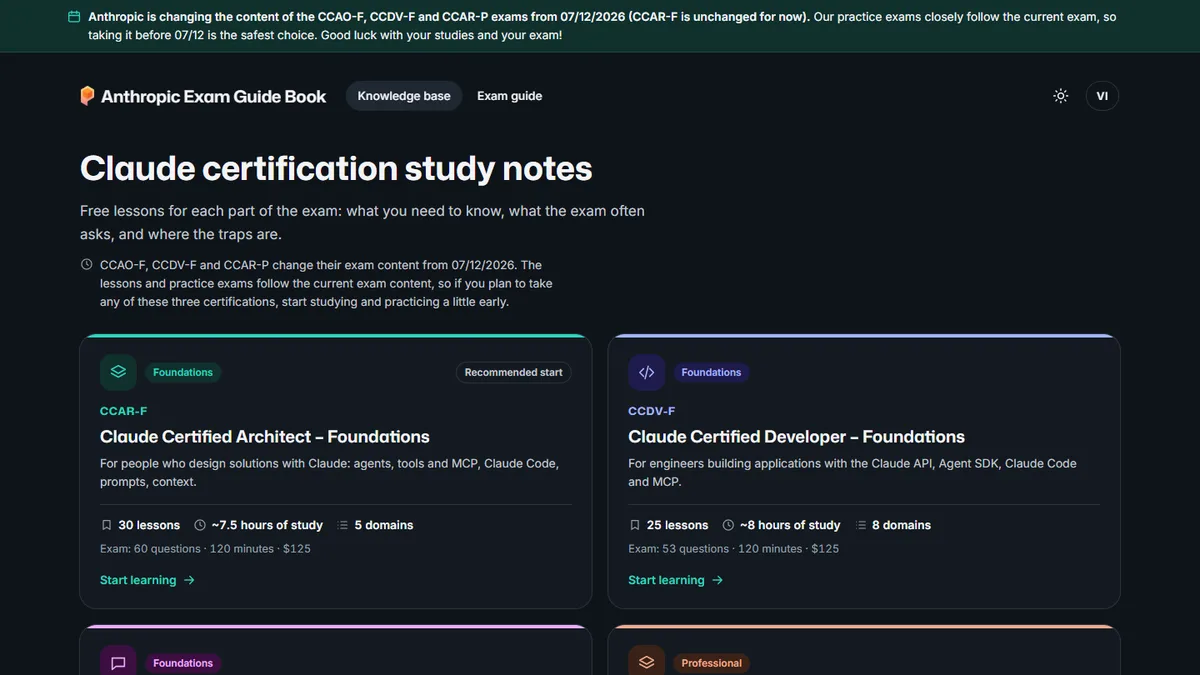 Anthropic is changing the content of the CCAO-F, CCDV-F and CCAR-P exams from 07/12/2026 (CCAR-F is unchanged for now). Our practice exams closely follow the current exam, so
taking it before 07/12 is the safest choice. Good luck with your studies and your exam!
Anthropic Exam Guide Book
Knowledge base
Exam guide
VI
Claude certification study notes
Free lessons for each part of the exam: what you need to know, what the exam often
asks, and where the traps are.
CCAO-F, CCDV-F and CCAR-P change their exam content from 07/12/2026. The
lessons and practice exams follow the current exam content, so if you plan to take
any of these three certifications, start studying and practicing a little early.
Foundations
Recommended start
CCAR-F
Claude Certified Architect – Foundations
For people who design solutions with Claude: agents, tools and MCP, Claude Code,
prompts, context.
30 lessons
~7.5 hours of study
5 domains
Exam: 60 questions · 120 minutes · $125
Start learning →
Foundations
CCDV-F
Claude Certified Developer – Foundations
For engineers building applications with the Claude API, Agent SDK, Claude Code
and MCP.
25 lessons
~8 hours of study
8 domains
Exam: 53 questions · 120 minutes · $125
Start learning →
Foundations
Professional